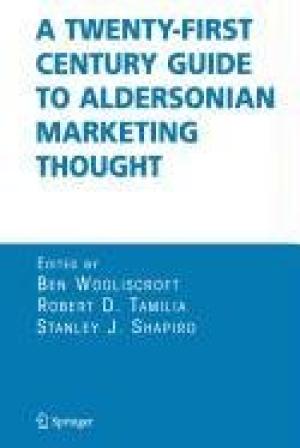 A TWENTY-FIRST
CENTURY GUIDE
TO ALDERSONIAN
MARKETING
THOUGHT
EDITED BY
BEN WOOLISCROFT
ROBERT D. TAMILIA
STANLEY J. SHAPIRO
Springer